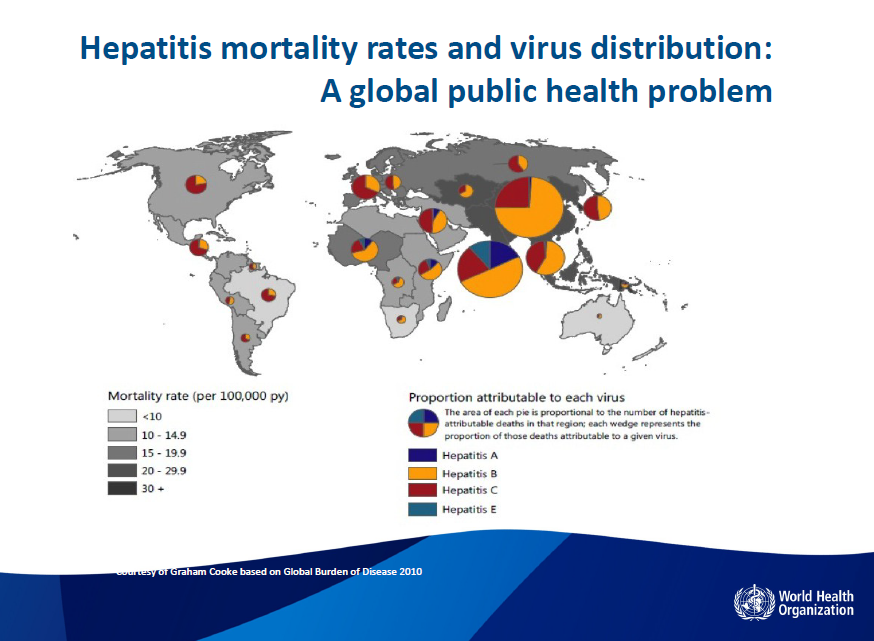 Hepatitis mortality rates and virus distribution:
A global public health problem
Mortality rate (per 100,000 py)
<10
10 - 14.9
15 - 19.9
20 - 29.9
30 +
Proportion attributable to each virus
The area of each pie is proportional to the number of hepatitis-
attributable deaths in that region; each wedge represents the
proportion of those deaths attributable to a given virus.
Hepatitis A
Hepatitis B
Hepatitis C
Hepatitis E
Courtesy of Graham Cooke based on Global Burden of Disease 2010
World Health
Organization